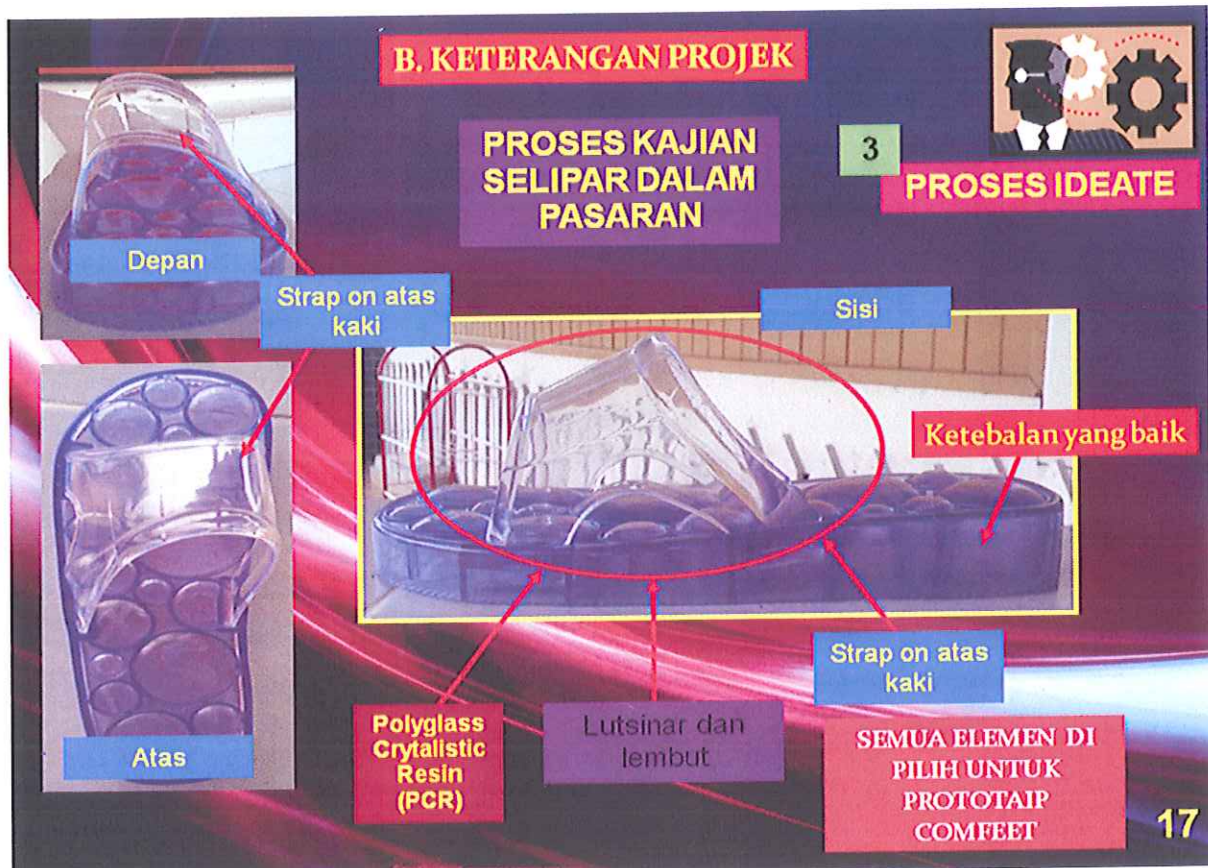 B. KETERANGAN PROJEK
PROSES KAJIAN
SELIPAR DALAM
PASARAN
3
PROSES IDEATE
Depan
Strap on atas
kaki
Sisi
Ketebalan yang baik
Atas
Polyglass
Crytalistic
Resin
(PCR)
Lutsinar dan
lembut
Strap on atas
kaki
SEMUA ELEMEN DI
PILIH UNTUK
PROTOTAIP
COMFEET
17